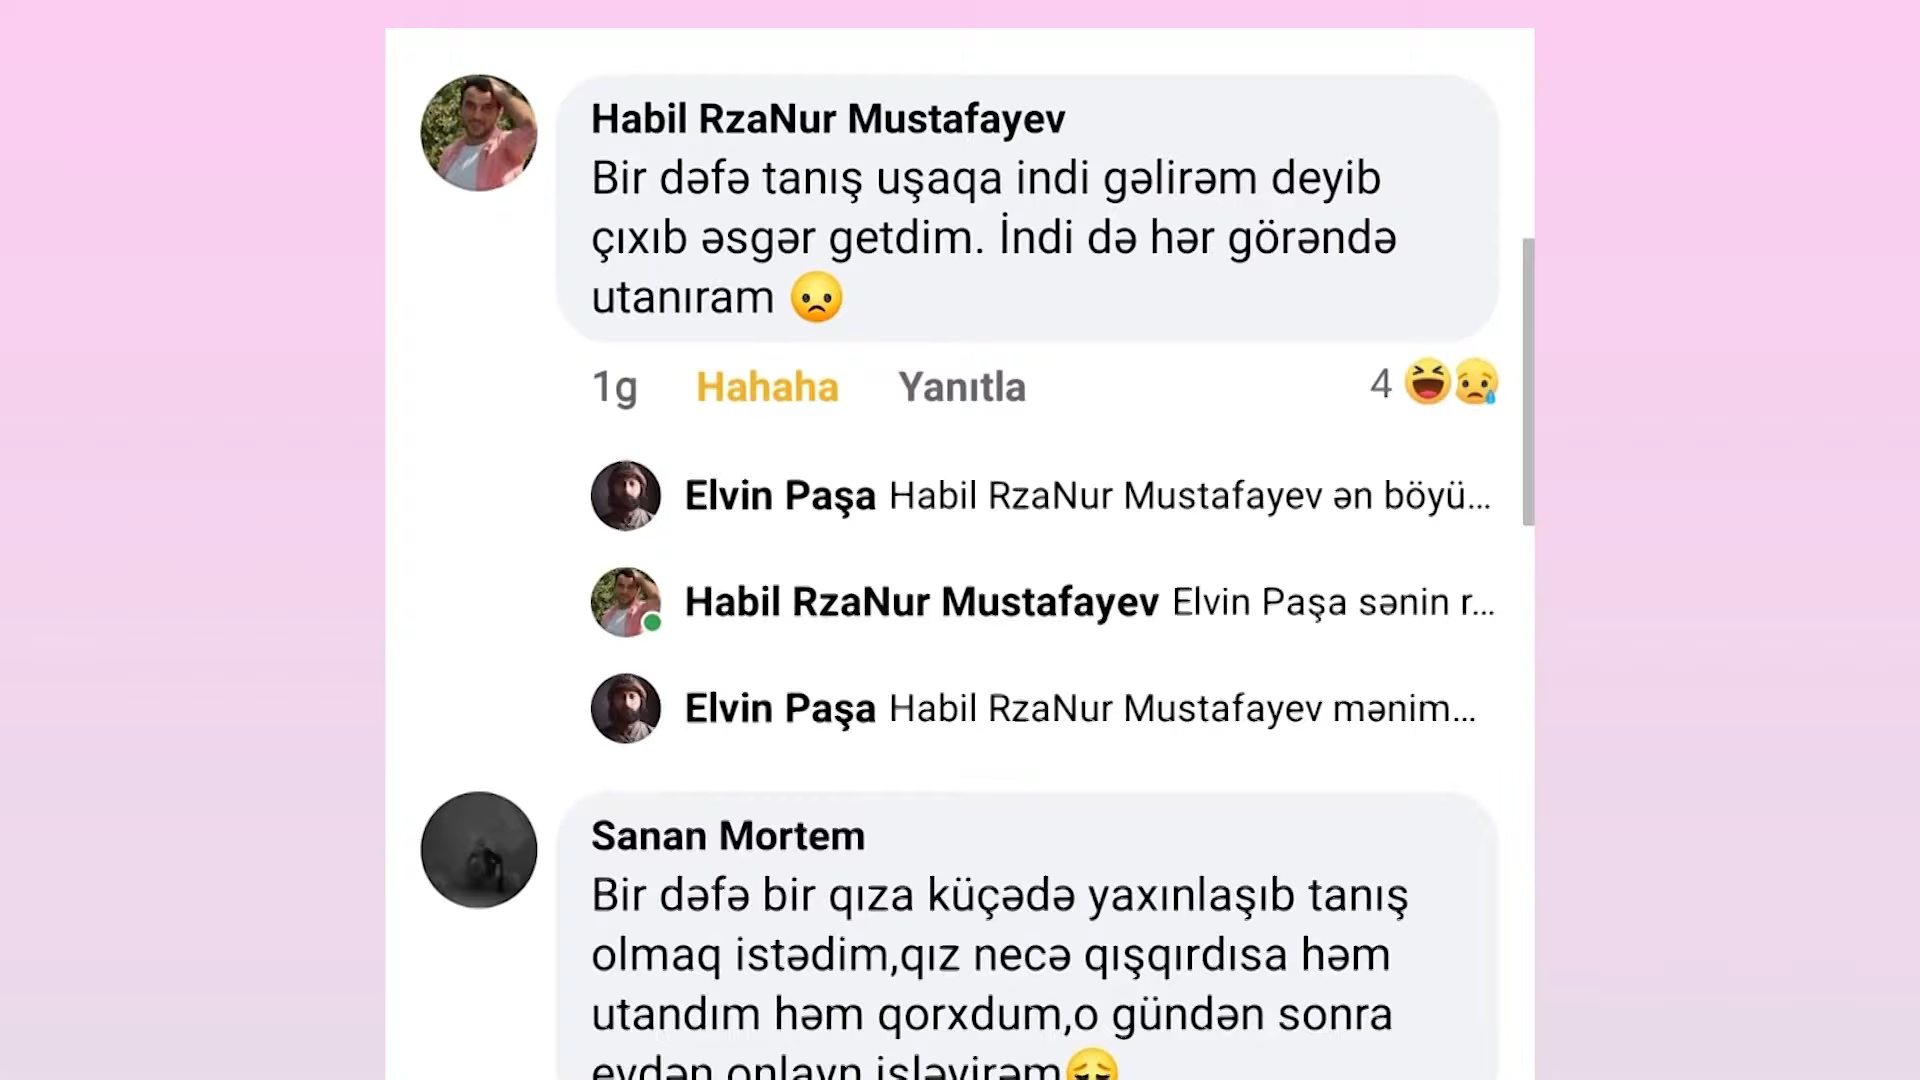 Habil RzaNur Mustafayev
Bir dəfə tanış uşaqa indi gəlirəm deyib
çıxıb əsgər getdim. İndi də hər görəndə
utanıram 🙁
1g Hahaha Yanıtla 4 😆😢
Elvin Paşa Habil RzaNur Mustafayev ən böyü...
Habil RzaNur Mustafayev Elvin Paşa sənin r...
Elvin Paşa Habil RzaNur Mustafayev mənim...
Sanan Mortem
Bir dəfə bir qıza küçədə yaxınlaşıb tanış
olmaq istədim,qız necə qışqırdısa həm
utandım həm qorxdum,o gündən sonra
evdən onlayn işləyirəm😔